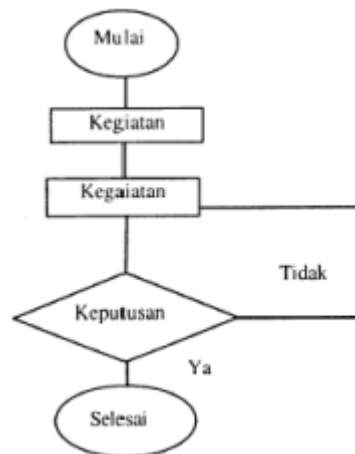 Mulai
Kegiatan
Kegaiatan
Tidak
Keputusan
Ya
Selesai